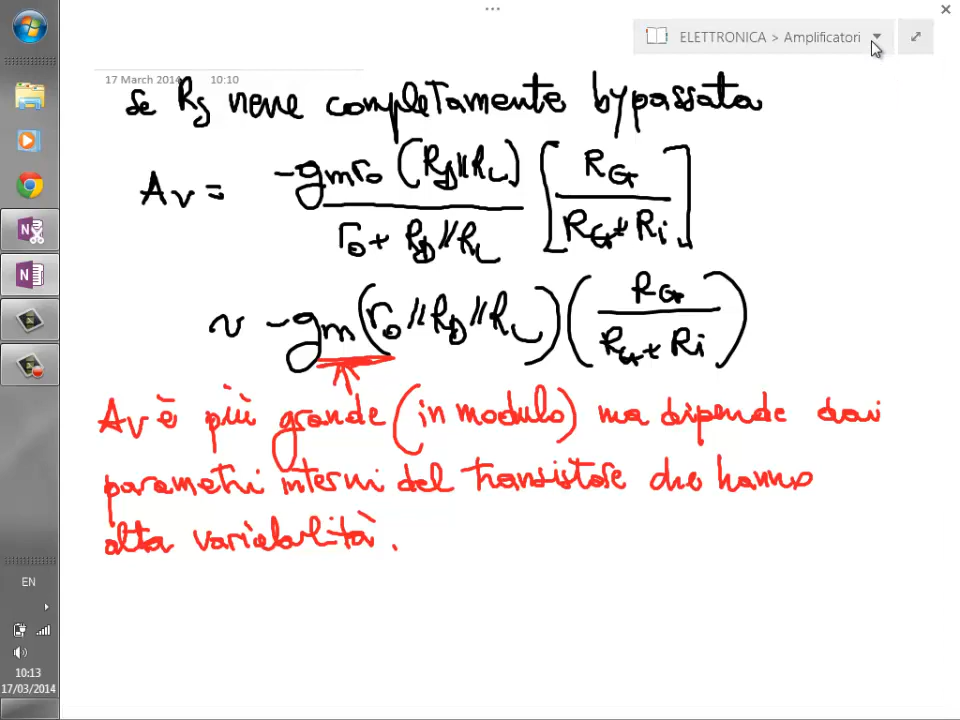 ELETTRONICA > Amplificatori
17 March 2014 10:10
se Rs viene completamente bypassata
Av = -gm ro (RD//RL) / (ro + RD//RL) [RG / (RG + Ri)]
~ -gm (ro // RD // RL) (RG / (RG + Ri))
Av è più grande (in modulo) ma dipende dai
parametri interni del transistore che hanno
alta variabilità.
EN
10:13
17/03/2014